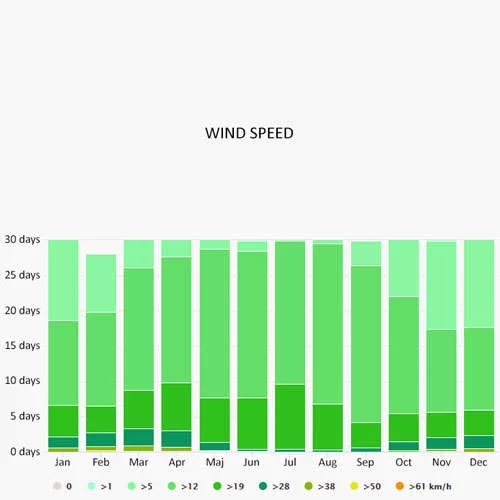 WIND SPEED
30 days
25 days
20 days
15 days
10 days
5 days
0 days
Jan Feb Mar Apr Maj Jun Jul Aug Sep Oct Nov Dec
0 >1 >5 >12 >19 >28 >38 >50 >61 km/h